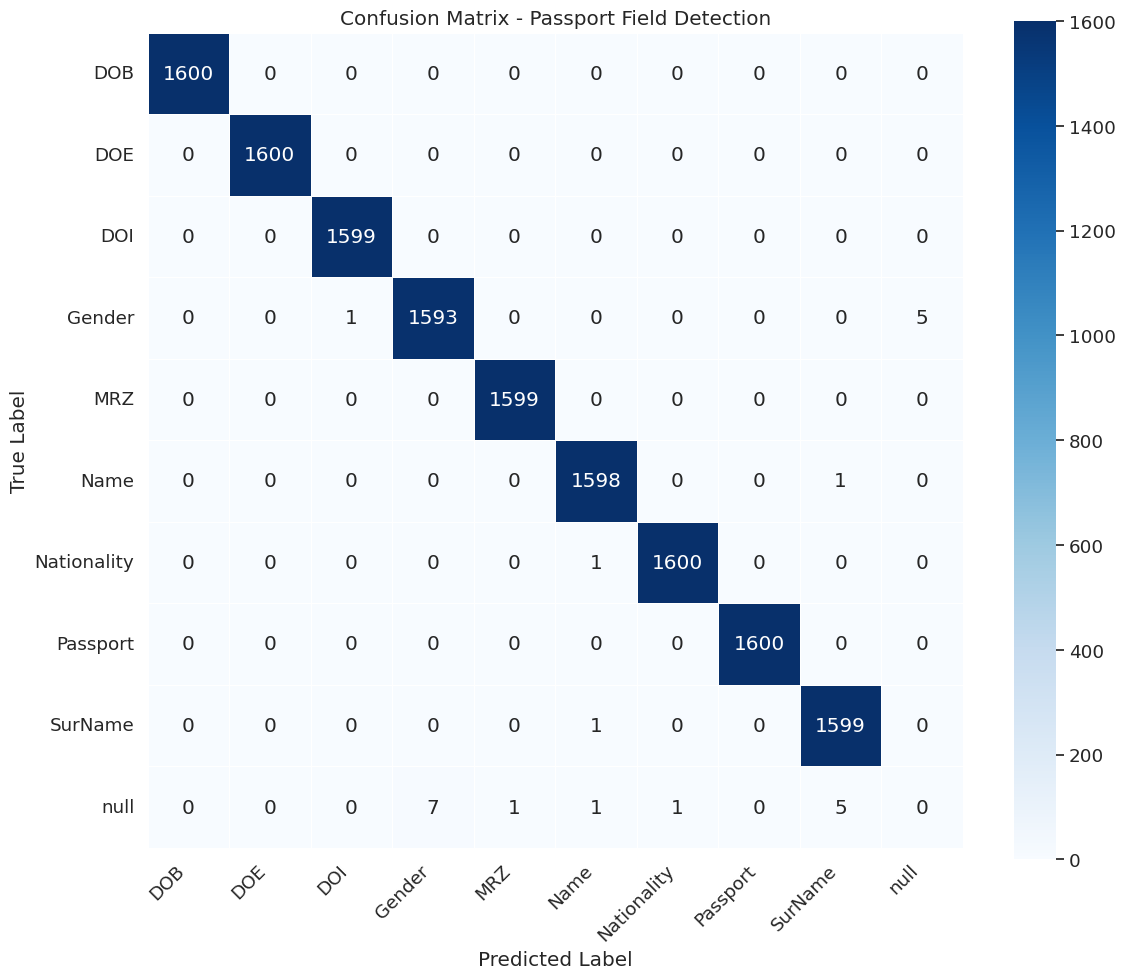 Confusion Matrix - Passport Field Detection
DOB 1600 0 0 0 0 0 0 0 0 0
DOE 0 1600 0 0 0 0 0 0 0 0
DOI 0 0 1599 0 0 0 0 0 0 0
Gender 0 0 1 1593 0 0 0 0 0 5
MRZ 0 0 0 0 1599 0 0 0 0 0
Name 0 0 0 0 0 1598 0 0 1 0
Nationality 0 0 0 0 0 1 1600 0 0 0
Passport 0 0 0 0 0 0 0 1600 0 0
SurName 0 0 0 0 0 1 0 0 1599 0
null 0 0 0 7 1 1 1 0 5 0
DOB DOE DOI Gender MRZ Name Nationality Passport SurName null
Predicted Label
True Label
1600
1400
1200
1000
800
600
400
200
0